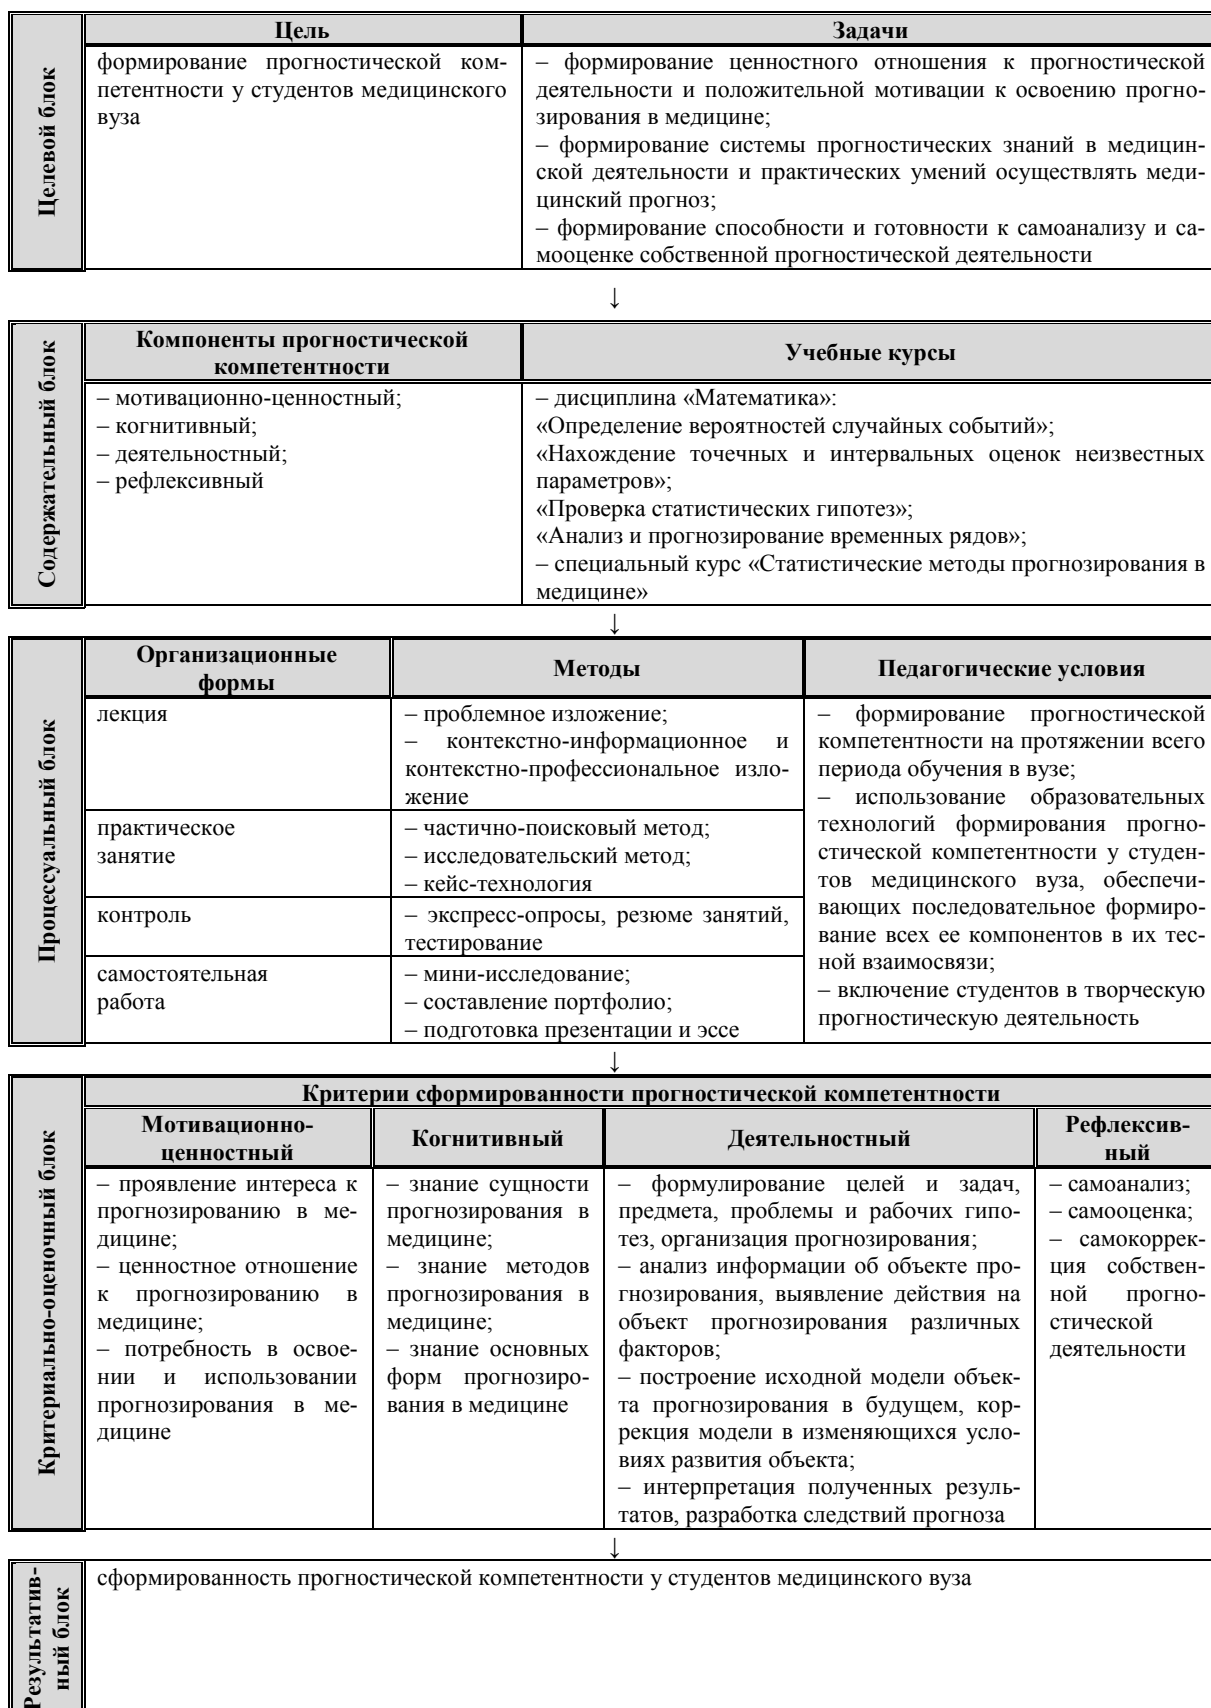 Целевой блок
Цель
Задачи
формирование прогностической ком-
петентности у студентов медицинского
вуза
– формирование ценностного отношения к прогностической
деятельности и положительной мотивации к освоению прогно-
зирования в медицине;
– формирование системы прогностических знаний в медицин-
ской деятельности и практических умений осуществлять меди-
цинский прогноз;
– формирование способности и готовности к самоанализу и са-
мооценке собственной прогностической деятельности
↓
Содержательный блок
Компоненты прогностической
компетентности
Учебные курсы
– мотивационно-ценностный;
– когнитивный;
– деятельностный;
– рефлексивный
– дисциплина «Математика»:
«Определение вероятностей случайных событий»;
«Нахождение точечных и интервальных оценок неизвестных
параметров»;
«Проверка статистических гипотез»;
«Анализ и прогнозирование временных рядов»;
– специальный курс «Статистические методы прогнозирования в
медицине»
↓
Процессуальный блок
Организационные
формы
Методы
Педагогические условия
лекция
– проблемное изложение;
– контекстно-информационное и
контекстно-профессиональное изло-
жение
практическое
занятие
– частично-поисковый метод;
– исследовательский метод;
– кейс-технология
контроль
– экспресс-опросы, резюме занятий,
тестирование
самостоятельная
работа
– мини-исследование;
– составление портфолио;
– подготовка презентации и эссе
– формирование прогностической
компетентности на протяжении всего
периода обучения в вузе;
– использование образовательных
технологий формирования прогно-
стической компетентности у студен-
тов медицинского вуза, обеспечи-
вающих последовательное формиро-
вание всех ее компонентов в их тес-
ной взаимосвязи;
– включение студентов в творческую
прогностическую деятельность
↓
Критериально-оценочный блок
Критерии сформированности прогностической компетентности
Мотивационно-
ценностный
Когнитивный
Деятельностный
Рефлексив-
ный
– проявление интереса к
прогнозированию в ме-
дицине;
– ценностное отношение
к прогнозированию в
медицине;
– потребность в освое-
нии и использовании
прогнозирования в ме-
дицине
– знание сущности
прогнозирования в
медицине;
– знание методов
прогнозирования в
медицине;
– знание основных
форм прогнозиро-
вания в медицине
– формулирование целей и задач,
предмета, проблемы и рабочих гипо-
тез, организация прогнозирования;
– анализ информации об объекте про-
гнозирования, выявление действия на
объект прогнозирования различных
факторов;
– построение исходной модели объек-
та прогнозирования в будущем, кор-
рекция модели в изменяющихся усло-
виях развития объекта;
– интерпретация полученных резуль-
татов, разработка следствий прогноза
– самоанализ;
– самооценка;
– самокоррек-
ция собствен-
ной прогно-
стической
деятельности
↓
Результатив-
ный блок
сформированность прогностической компетентности у студентов медицинского вуза